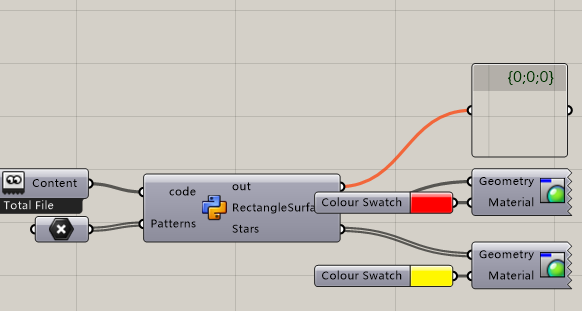 {0;0;0}
Content
Total File
code
Patterns
out
RectangleSurfa
Stars
Colour Swatch
Geometry
Material
Colour Swatch
Geometry
Material